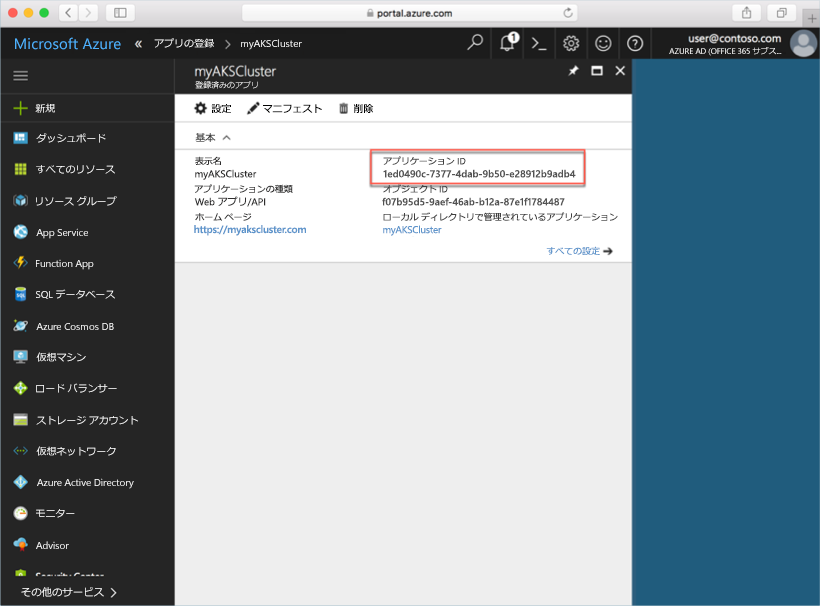 portal.azure.com
Microsoft Azure « アプリの登録 > myAKSCluster
1
user@contoso.com
AZURE AD (OFFICE 365 サブス...
myAKSCluster
登録済みのアプリ
設定 マニフェスト 削除
基本
表示名
myAKSCluster
アプリケーションの種類
Web アプリ/API
ホーム ページ
https://myakscluster.com
アプリケーション ID
1ed0490c-7377-4dab-9b50-e28912b9adb4
オブジェクト ID
f07b95d5-9aef-46ab-b12a-87e1f1784487
ローカル ディレクトリで管理されているアプリケーション
myAKSCluster
すべての設定 →
新規
ダッシュボード
すべてのリソース
リソース グループ
App Service
Function App
SQL データベース
Azure Cosmos DB
仮想マシン
ロード バランサー
ストレージ アカウント
仮想ネットワーク
Azure Active Directory
モニター
Advisor
Security Center
その他のサービス >